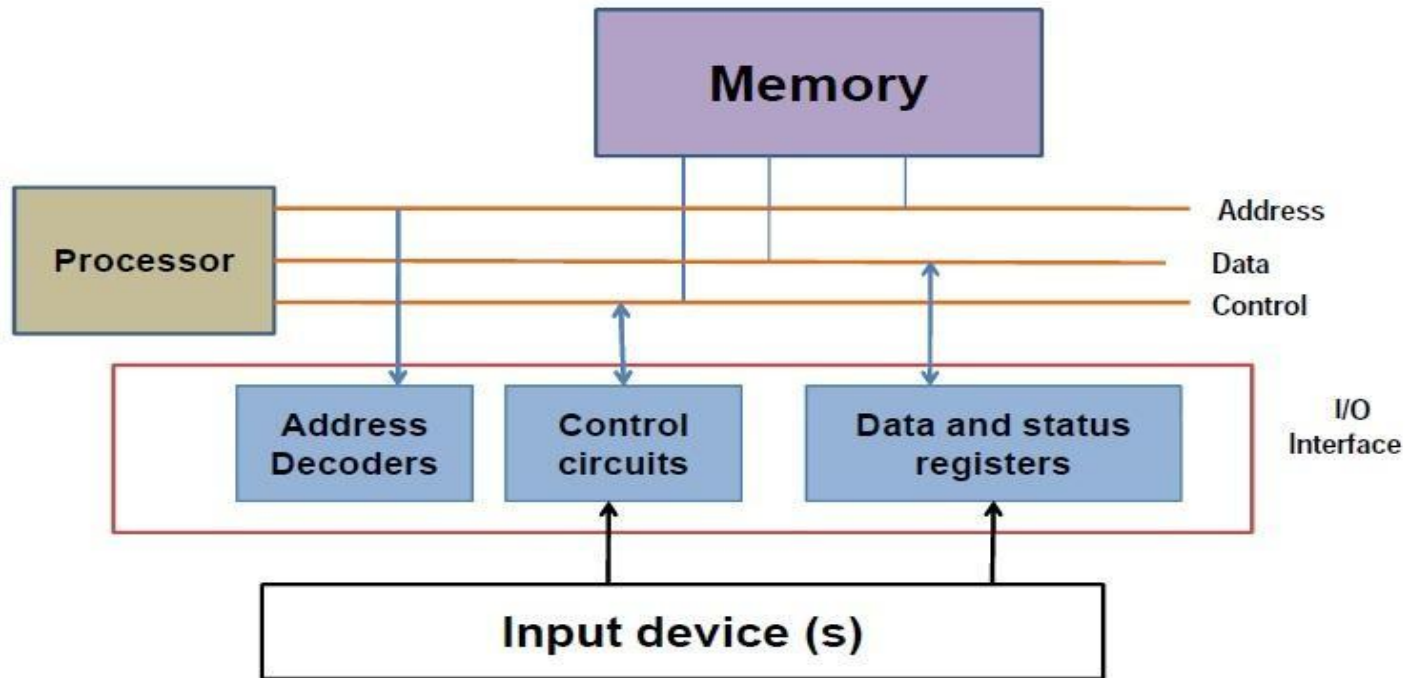 Memory
Processor
Address
Data
Control
Address
Decoders
Control
circuits
Data and status
registers
I/O
Interface
Input device (s)